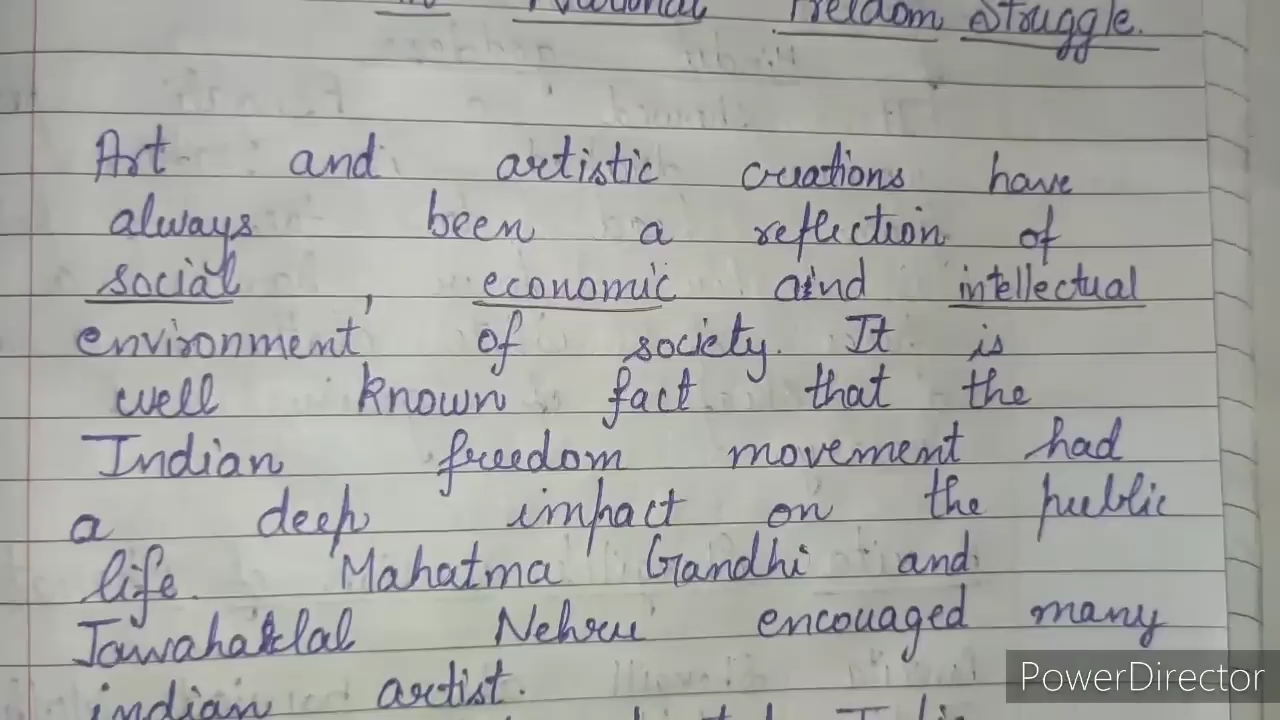 National Freedom Struggle.
Art and artistic creations have
always been a reflection of
social, economic and intellectual
environment of society. It is
well known fact that the
Indian freedom movement had
a deep impact on the public
life. Mahatma Gandhi and
Jawaharlal Nehru encouaged many
indian artist.
PowerDirector